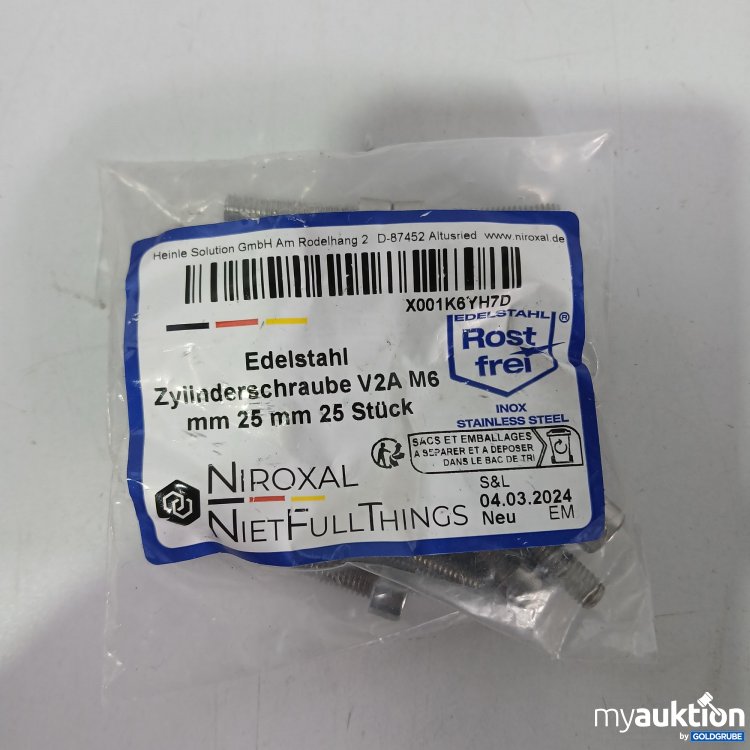 Heinle Solution GmbH Am Rodelhang 2 D-87452 Altusried www.niroxal.de
X001K6YH7D
EDELSTAHL ®
Rost
frei
Edelstahl
Zylinderschraube V2A M6
mm 25 mm 25 Stück
INOX
STAINLESS STEEL
SACS ET EMBALLAGES
A SEPARER ET A DEPOSER
DANS LE BAC DE TRI
NIROXAL
NIETFULLTHINGS
S&L
04.03.2024
Neu EM
myauktion
by GOLDGRUBE